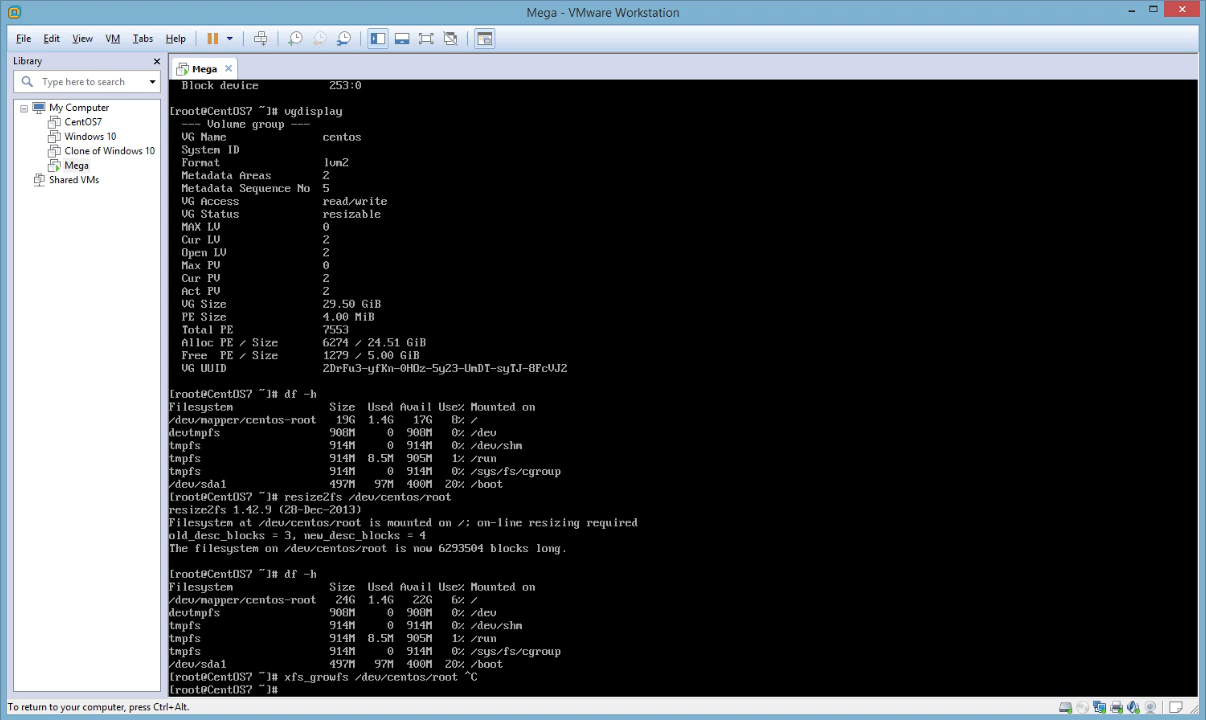 Mega - VMware Workstation
File Edit View VM Tabs Help
Library
Type here to search
My Computer
CentOS7
Windows 10
Clone of Windows 10
Mega
Shared VMs
Mega
Block device 253:0
[root@CentOS7 ~]# vgdisplay
--- Volume group ---
VG Name centos
System ID
Format lvm2
Metadata Areas 2
Metadata Sequence No 5
VG Access read/write
VG Status resizable
MAX LV 0
Cur LV 2
Open LV 2
Max PV 0
Cur PV 2
Act PV 2
VG Size 29.50 GiB
PE Size 4.00 MiB
Total PE 7553
Alloc PE / Size 6274 / 24.51 GiB
Free PE / Size 1279 / 5.00 GiB
VG UUID 2DrFu3-yfKn-0HOz-5y23-UmDT-syTJ-8FcVJ2
[root@CentOS7 ~]# df -h
Filesystem Size Used Avail Use% Mounted on
/dev/mapper/centos-root 19G 1.4G 17G 8% /
devtmpfs 908M 0 908M 0% /dev
tmpfs 914M 0 914M 0% /dev/shm
tmpfs 914M 8.5M 905M 1% /run
tmpfs 914M 0 914M 0% /sys/fs/cgroup
/dev/sda1 497M 97M 400M 20% /boot
[root@CentOS7 ~]# resize2fs /dev/centos/root
resize2fs 1.42.9 (28-Dec-2013)
Filesystem at /dev/centos/root is mounted on /; on-line resizing required
old_desc_blocks = 3, new_desc_blocks = 4
The filesystem on /dev/centos/root is now 6293504 blocks long.
[root@CentOS7 ~]# df -h
Filesystem Size Used Avail Use% Mounted on
/dev/mapper/centos-root 24G 1.4G 22G 6% /
devtmpfs 908M 0 908M 0% /dev
tmpfs 914M 0 914M 0% /dev/shm
tmpfs 914M 8.5M 905M 1% /run
tmpfs 914M 0 914M 0% /sys/fs/cgroup
/dev/sda1 497M 97M 400M 20% /boot
[root@CentOS7 ~]# xfs_growfs /dev/centos/root ^C
[root@CentOS7 ~]#
To return to your computer, press Ctrl+Alt.